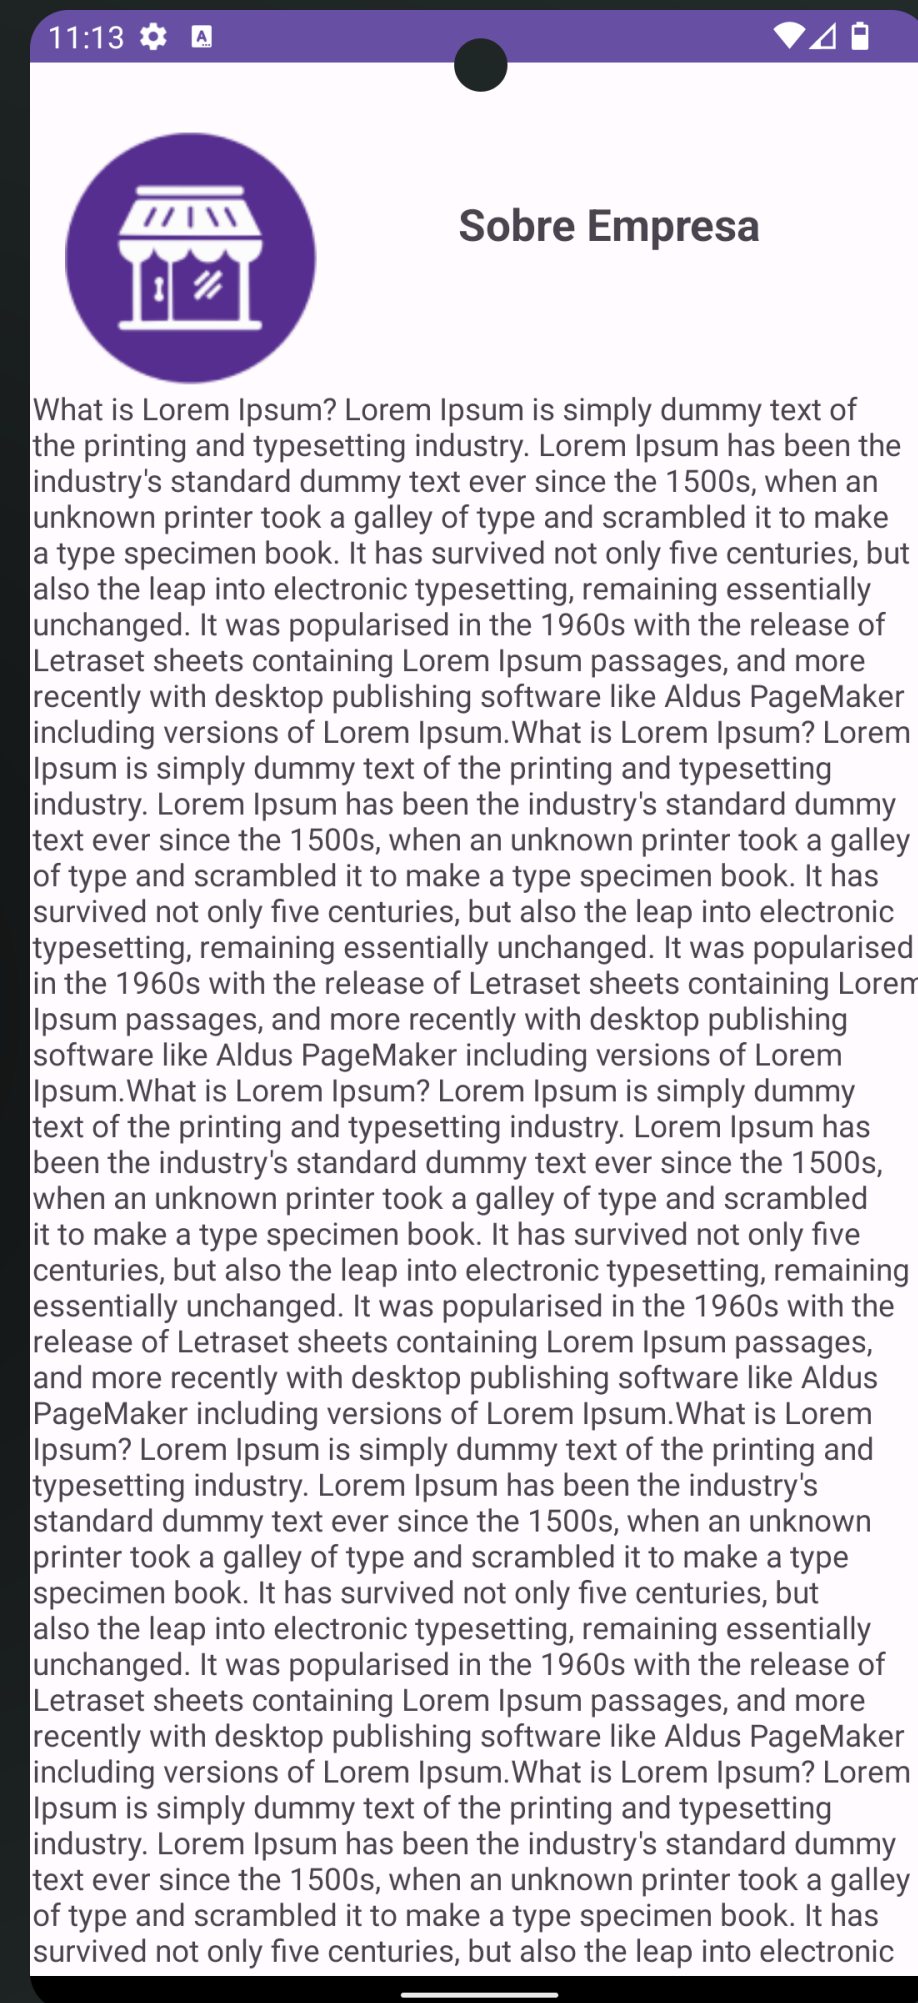 11:13
Sobre Empresa
What is Lorem Ipsum? Lorem Ipsum is simply dummy text of
the printing and typesetting industry. Lorem Ipsum has been the
industry's standard dummy text ever since the 1500s, when an
unknown printer took a galley of type and scrambled it to make
a type specimen book. It has survived not only five centuries, but
also the leap into electronic typesetting, remaining essentially
unchanged. It was popularised in the 1960s with the release of
Letraset sheets containing Lorem Ipsum passages, and more
recently with desktop publishing software like Aldus PageMaker
including versions of Lorem Ipsum.What is Lorem Ipsum? Lorem
Ipsum is simply dummy text of the printing and typesetting
industry. Lorem Ipsum has been the industry's standard dummy
text ever since the 1500s, when an unknown printer took a galley
of type and scrambled it to make a type specimen book. It has
survived not only five centuries, but also the leap into electronic
typesetting, remaining essentially unchanged. It was popularised
in the 1960s with the release of Letraset sheets containing Lorem
Ipsum passages, and more recently with desktop publishing
software like Aldus PageMaker including versions of Lorem
Ipsum.What is Lorem Ipsum? Lorem Ipsum is simply dummy
text of the printing and typesetting industry. Lorem Ipsum has
been the industry's standard dummy text ever since the 1500s,
when an unknown printer took a galley of type and scrambled
it to make a type specimen book. It has survived not only five
centuries, but also the leap into electronic typesetting, remaining
essentially unchanged. It was popularised in the 1960s with the
release of Letraset sheets containing Lorem Ipsum passages,
and more recently with desktop publishing software like Aldus
PageMaker including versions of Lorem Ipsum.What is Lorem
Ipsum? Lorem Ipsum is simply dummy text of the printing and
typesetting industry. Lorem Ipsum has been the industry's
standard dummy text ever since the 1500s, when an unknown
printer took a galley of type and scrambled it to make a type
specimen book. It has survived not only five centuries, but
also the leap into electronic typesetting, remaining essentially
unchanged. It was popularised in the 1960s with the release of
Letraset sheets containing Lorem Ipsum passages, and more
recently with desktop publishing software like Aldus PageMaker
including versions of Lorem Ipsum.What is Lorem Ipsum? Lorem
Ipsum is simply dummy text of the printing and typesetting
industry. Lorem Ipsum has been the industry's standard dummy
text ever since the 1500s, when an unknown printer took a galley
of type and scrambled it to make a type specimen book. It has
survived not only five centuries, but also the leap into electronic